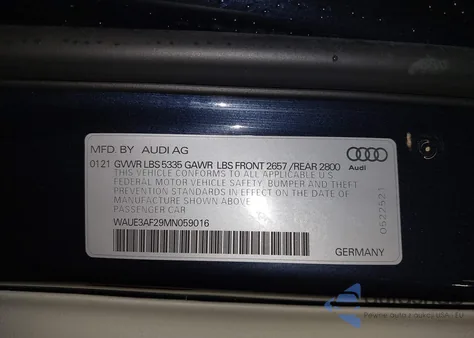 MFD. BY AUDI AG
Audi
0121 GVWR LBS 5335 GAWR LBS FRONT 2657 / REAR 2800
THIS VEHICLE CONFORMS TO ALL APPLICABLE U.S.
FEDERAL MOTOR VEHICLE SAFETY, BUMPER AND THEFT
PREVENTION STANDARDS IN EFFECT ON THE DATE OF
MANUFACTURE SHOWN ABOVE.
PASSENGER CAR
WAUE3AF29MN059016
GERMANY
0527521